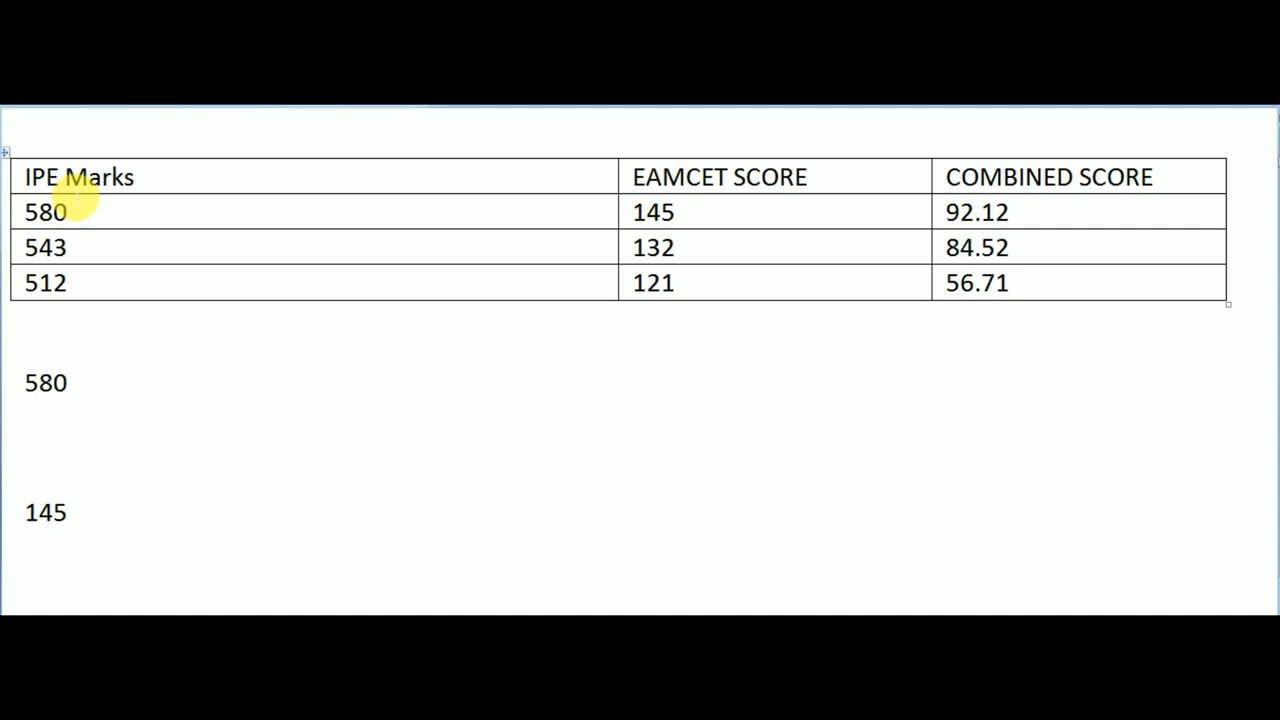 IPE Marks EAMCET SCORE COMBINED SCORE
580 145 92.12
543 132 84.52
512 121 56.71
580
145